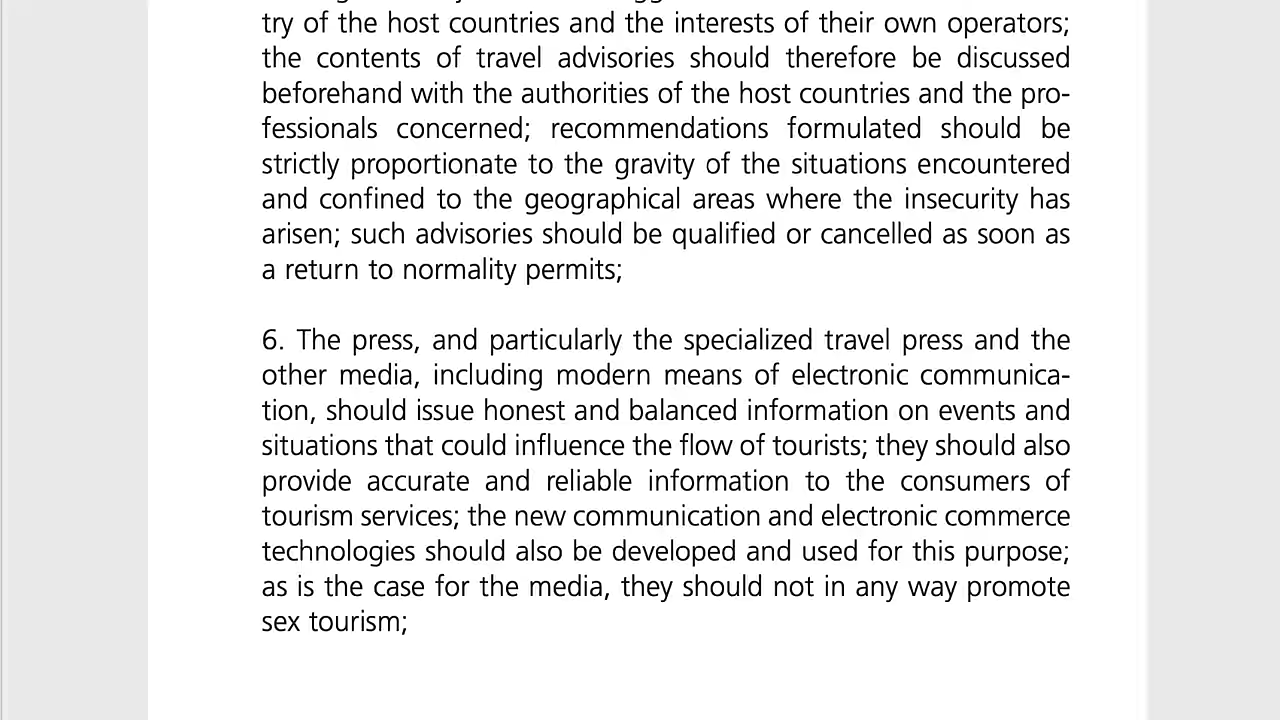 try of the host countries and the interests of their own operators;
the contents of travel advisories should therefore be discussed
beforehand with the authorities of the host countries and the pro-
fessionals concerned; recommendations formulated should be
strictly proportionate to the gravity of the situations encountered
and confined to the geographical areas where the insecurity has
arisen; such advisories should be qualified or cancelled as soon as
a return to normality permits;
6. The press, and particularly the specialized travel press and the
other media, including modern means of electronic communica-
tion, should issue honest and balanced information on events and
situations that could influence the flow of tourists; they should also
provide accurate and reliable information to the consumers of
tourism services; the new communication and electronic commerce
technologies should also be developed and used for this purpose;
as is the case for the media, they should not in any way promote
sex tourism;